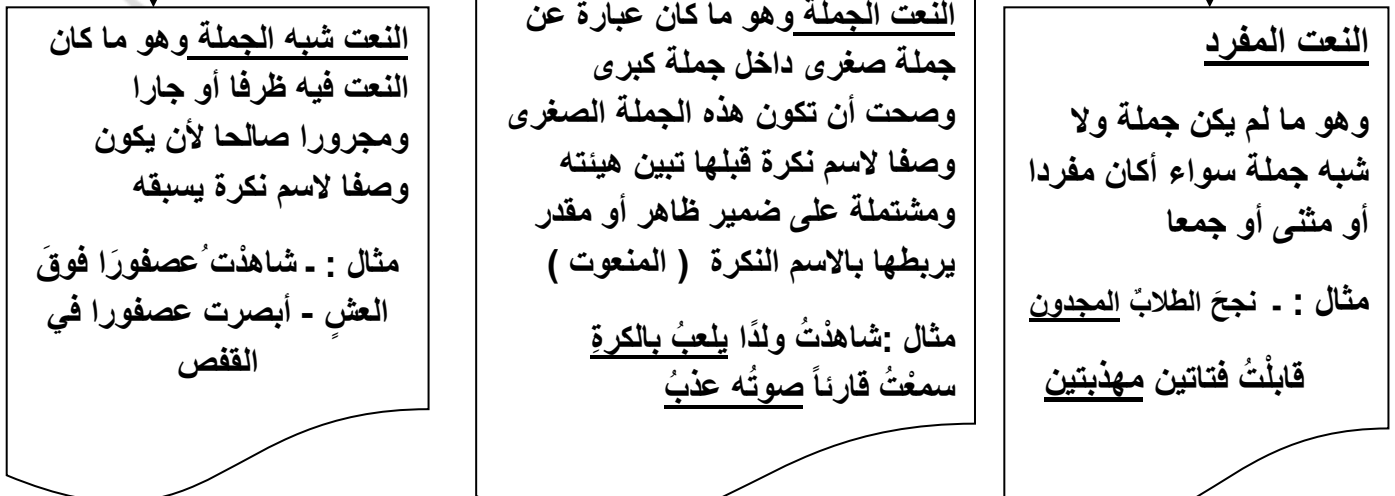 النعت المفرد
وهو ما لم يكن جملة ولا
شبه جملة سواء أكان مفردا
أو مثنى أو جمعا
مثال : ـ نجحَ الطلابٌ المجدون
قابلْتُ فتاتين مهذبتين
النعت الجملة وهو ما كان عبارة عن
جملة صغرى داخل جملة كبرى
وصحت أن تكون هذه الجملة الصغرى
وصفا لاسم نكرة قبلها تبين هيئته
ومشتملة على ضمير ظاهر أو مقدر
يربطها بالاسم النكرة ( المنعوت )
مثال :شاهدْتُ ولدًا يلعبُ بالكرةِ
سمعْتُ قارئاً صوتُه عذبُ
النعت شبه الجملة وهو ما كان
النعت فيه ظرفا أو جارا
ومجرورا صالحا لأن يكون
وصفا لاسم نكرة يسبقه
مثال : ـ شاهدْت ُعصفورَا فوقَ
العشٍ - أبصرت عصفورا في
القفص